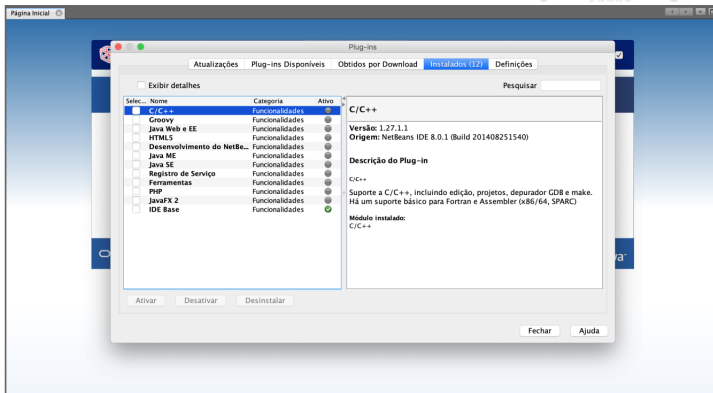 Página Inicial
Plug-ins
Atualizações Plug-ins Disponíveis Obtidos por Download Instalados (12) Definições
Exibir detalhes
Pesquisar
Selec... Nome Categoria Ativo
C/C++ Funcionalidades
Groovy Funcionalidades
Java Web e EE Funcionalidades
HTML5 Funcionalidades
Desenvolvimento do NetBe... Funcionalidades
Java ME Funcionalidades
Java SE Funcionalidades
Registro de Serviço Funcionalidades
Ferramentas Funcionalidades
PHP Funcionalidades
JavaFX 2 Funcionalidades
IDE Base Funcionalidades
C/C++
Versão: 1.27.1.1
Origem: NetBeans IDE 8.0.1 (Build 201408251540)
Descrição do Plug-in
C/C++
Suporte a C/C++, incluindo edição, projetos, depurador GDB e make.
Há um suporte básico para Fortran e Assembler (x86/64, SPARC)
Módulo instalado:
C/C++
Ativar Desativar Desinstalar
Fechar Ajuda